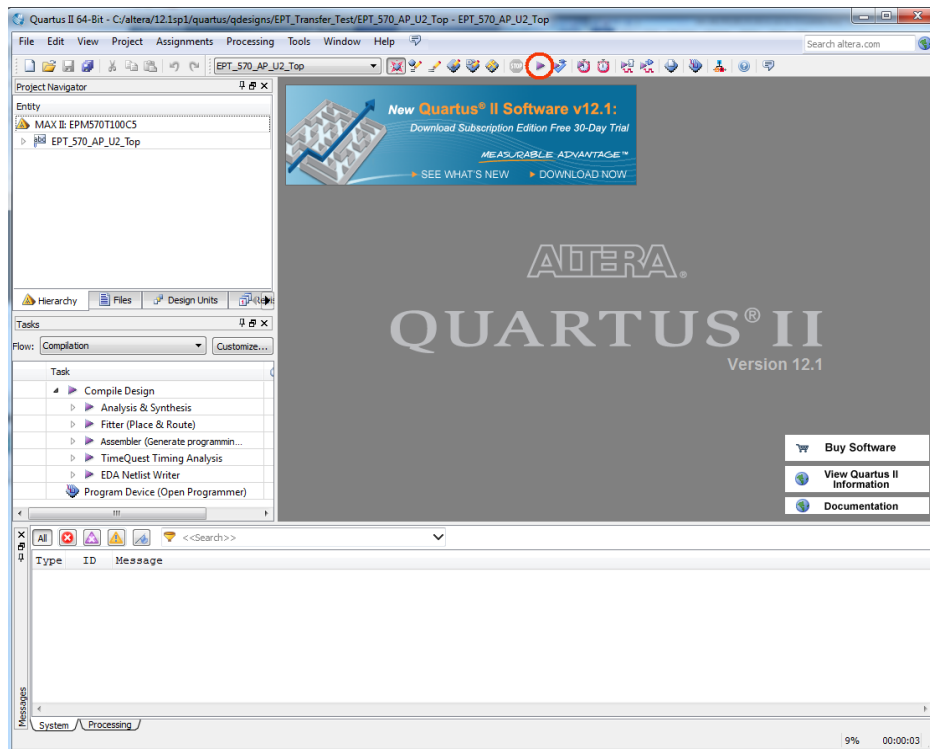 Quartus II 64-Bit - C:/altera/12.1sp1/quartus/qdesigns/EPT_Transfer_Test/EPT_570_AP_U2_Top - EPT_570_AP_U2_Top
File Edit View Project Assignments Processing Tools Window Help
Search altera.com
EPT_570_AP_U2_Top
STOP
Project Navigator
Entity
MAX II: EPM570T100C5
abd EPT_570_AP_U2_Top
Hierarchy Files Design Units
Tasks
Flow: Compilation Customize...
Task
Compile Design
Analysis & Synthesis
Fitter (Place & Route)
Assembler (Generate programmin...
TimeQuest Timing Analysis
EDA Netlist Writer
Program Device (Open Programmer)
New Quartus® II Software v12.1:
Download Subscription Edition Free 30-Day Trial
MEASURABLE ADVANTAGE™
SEE WHAT'S NEW DOWNLOAD NOW
ALTERA®
QUARTUS® II
Version 12.1
Buy Software
View Quartus II
Information
Documentation
All <<Search>>
Type ID Message
Messages
System Processing
9% 00:00:03